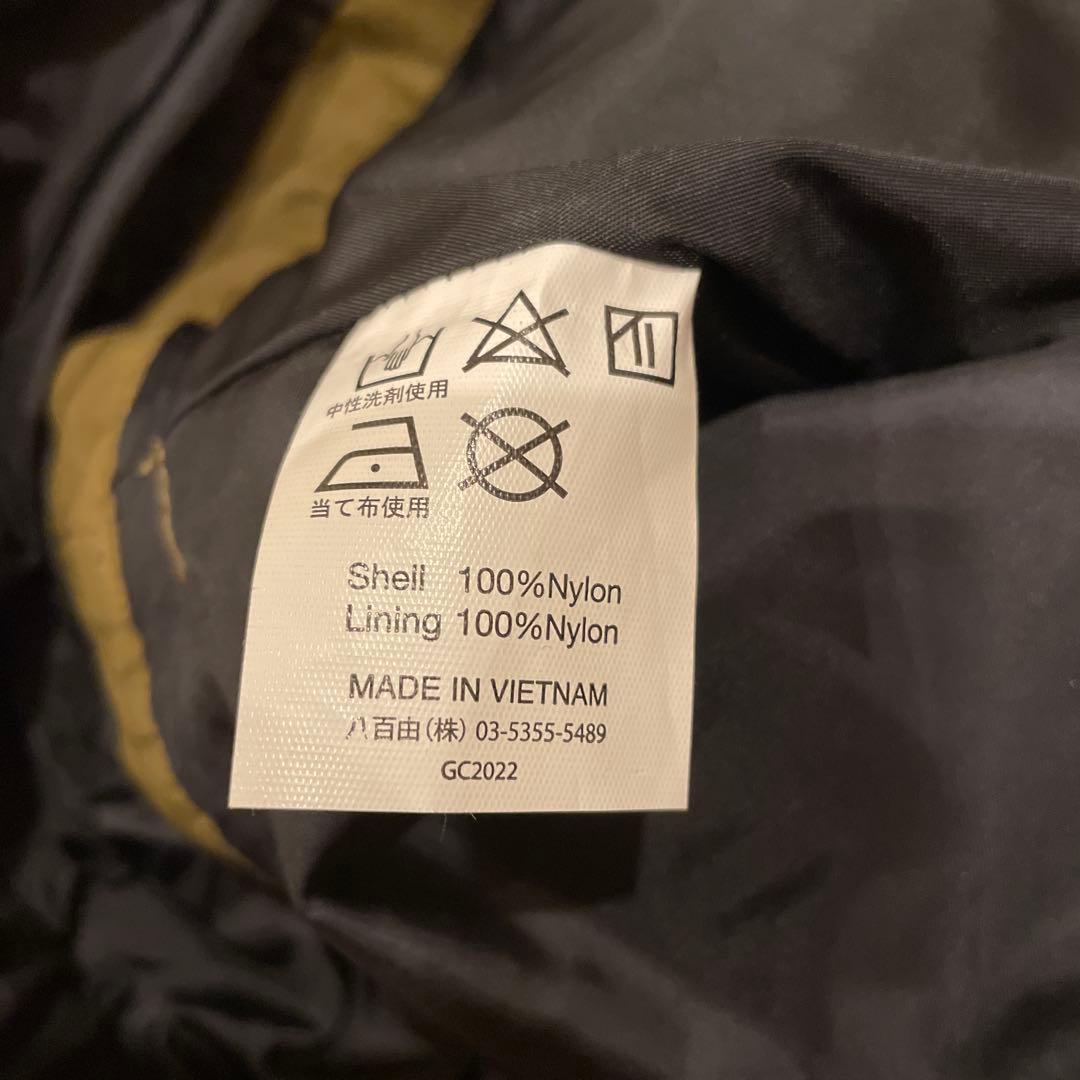 中性洗剤使用
当て布使用
Shell 100%Nylon
Lining 100%Nylon
MADE IN VIETNAM
八百由(株) 03-5355-5489
GC2022